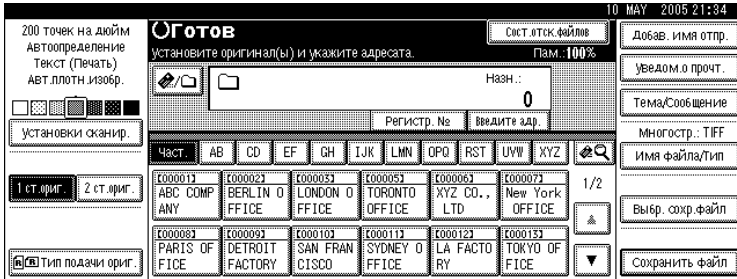 10 MAY 2005 21:34
200 точек на дюйм
Автоопределение
Текст (Печать)
Авт.плотн.изобр.
Установки сканир.
1 ст.ориг. 2 ст.ориг.
Тип подачи ориг.
Готов
Сост.отск.файлов
Установите оригинал(ы) и укажите адресата.
Пам.:100%
Назн.:
0
Регистр. № Введите адр.
Част. AB CD EF GH IJK LMN OPQ RST UVW XYZ
[00001] [00002] [00003] [00005] [00006] [00007]
ABC COMP BERLIN O LONDON O TORONTO XYZ CO., New York
ANY FFICE FFICE OFFICE LTD OFFICE
1/2
[00008] [00009] [00010] [00011] [00012] [00013]
PARIS OF DETROIT SAN FRAN SYDNEY O LA FACTO TOKYO OF
FICE FACTORY CISCO FFICE RY FICE
Добав. имя отпр.
Уведом.о прочт.
Тема/Сообщение
Многостр.: TIFF
Имя файла/Тип
Выбр. сохр.файл
Сохранить файл